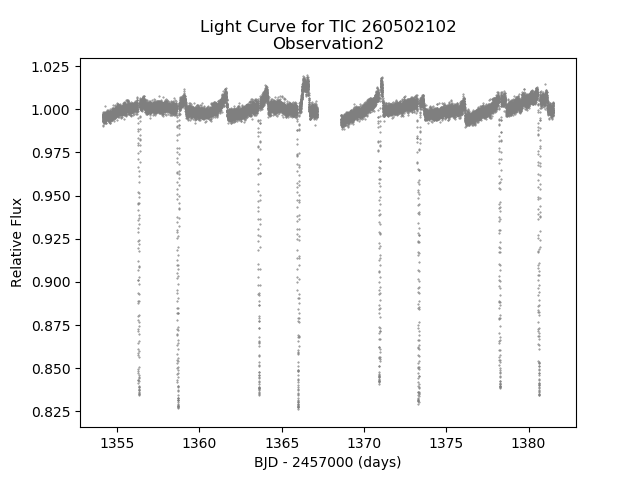 Light Curve for TIC 260502102
Observation2
1.025
1.000
0.975
0.950
0.925
0.900
0.875
0.850
0.825
Relative Flux
1355 1360 1365 1370 1375 1380
BJD - 2457000 (days)